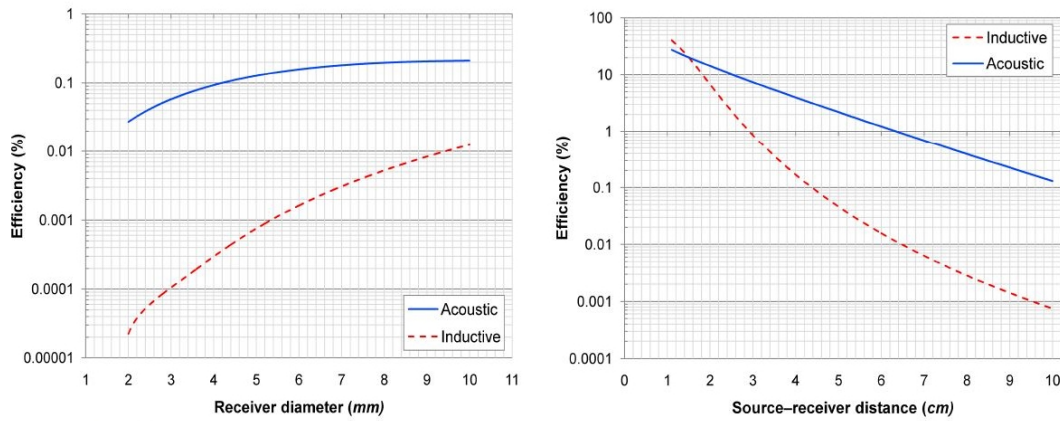 1
0.1
0.01
0.001
0.0001
0.00001
Efficiency (%)
1 2 3 4 5 6 7 8 9 10 11
Receiver diameter (mm)
Acoustic
Inductive
100
10
1
0.1
0.01
0.001
0.0001
Efficiency (%)
0 1 2 3 4 5 6 7 8 9 10
Source–receiver distance (cm)
Inductive
Acoustic